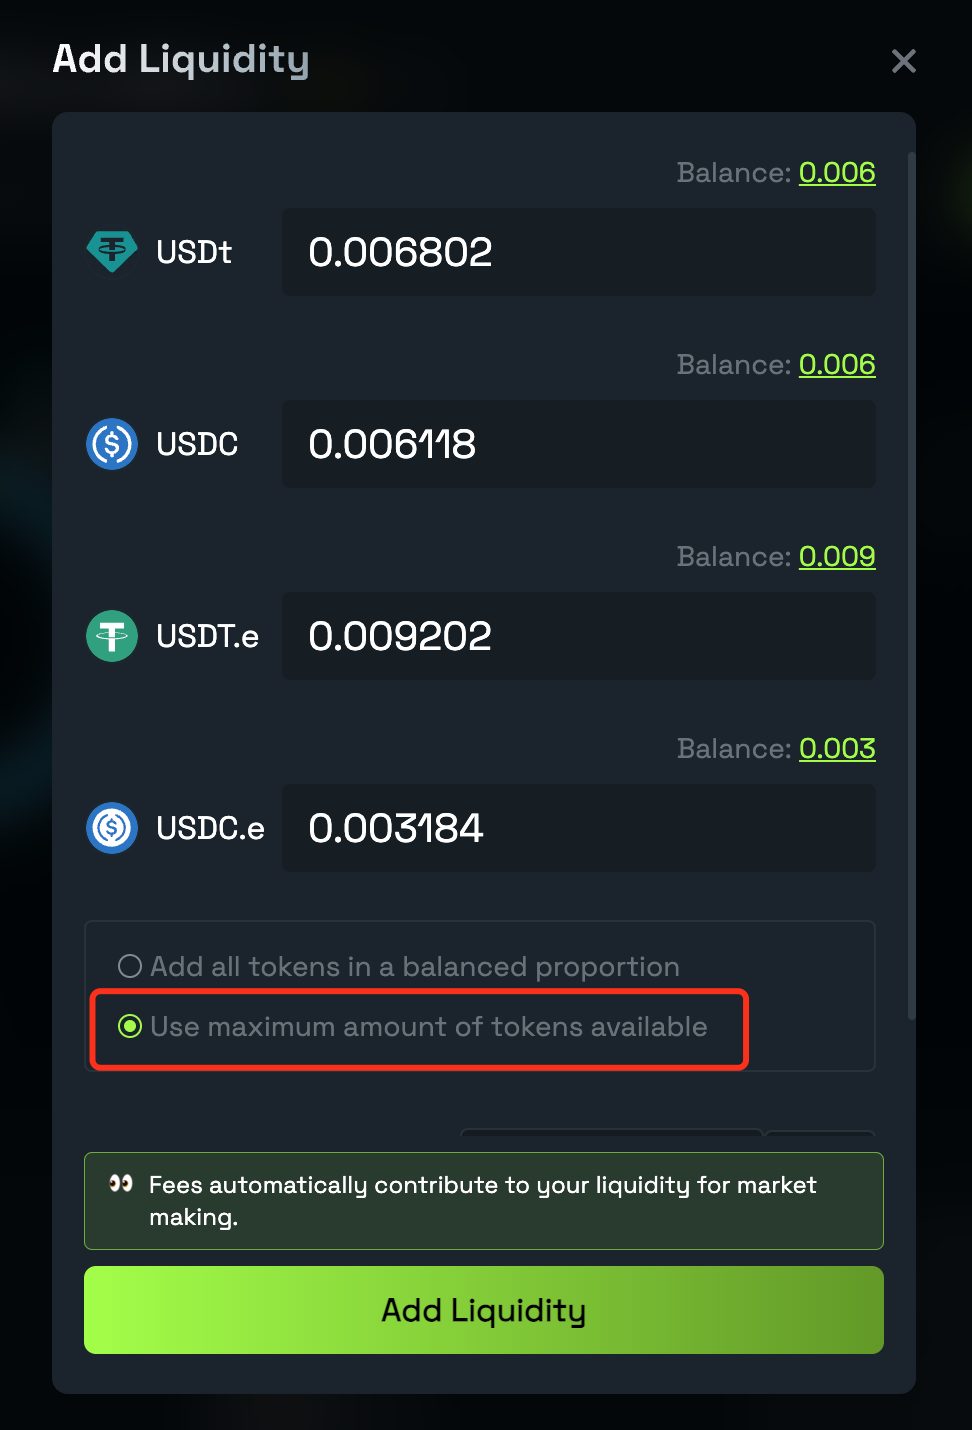 Add Liquidity
Balance: 0.006
USDt 0.006802
Balance: 0.006
USDC 0.006118
Balance: 0.009
USDT.e 0.009202
Balance: 0.003
USDC.e 0.003184
Add all tokens in a balanced proportion
Use maximum amount of tokens available
👀 Fees automatically contribute to your liquidity for market
making.
Add Liquidity